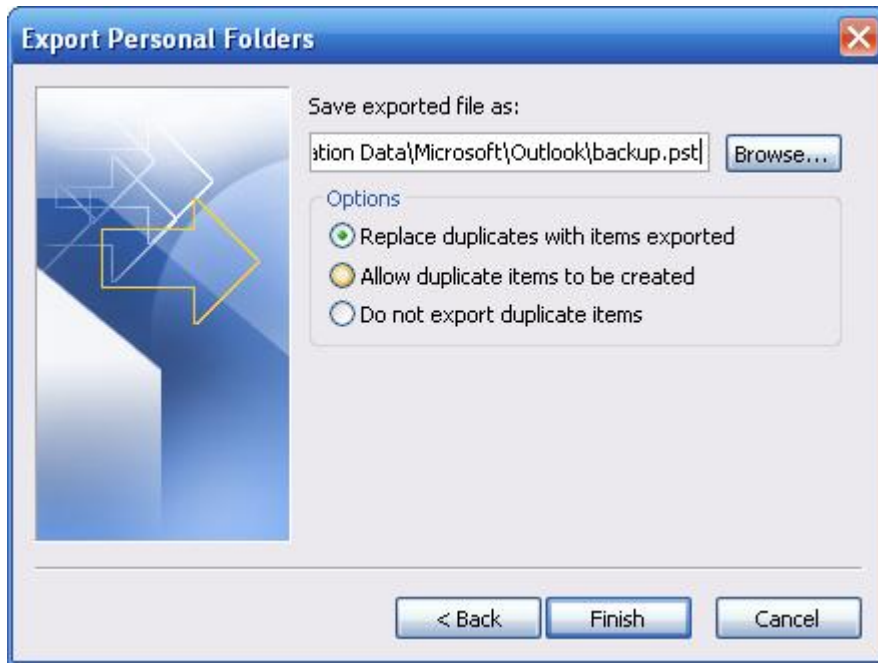 Export Personal Folders
Save exported file as:
ation Data\Microsoft\Outlook\backup.pst
Browse...
Options
Replace duplicates with items exported
Allow duplicate items to be created
Do not export duplicate items
< Back
Finish
Cancel